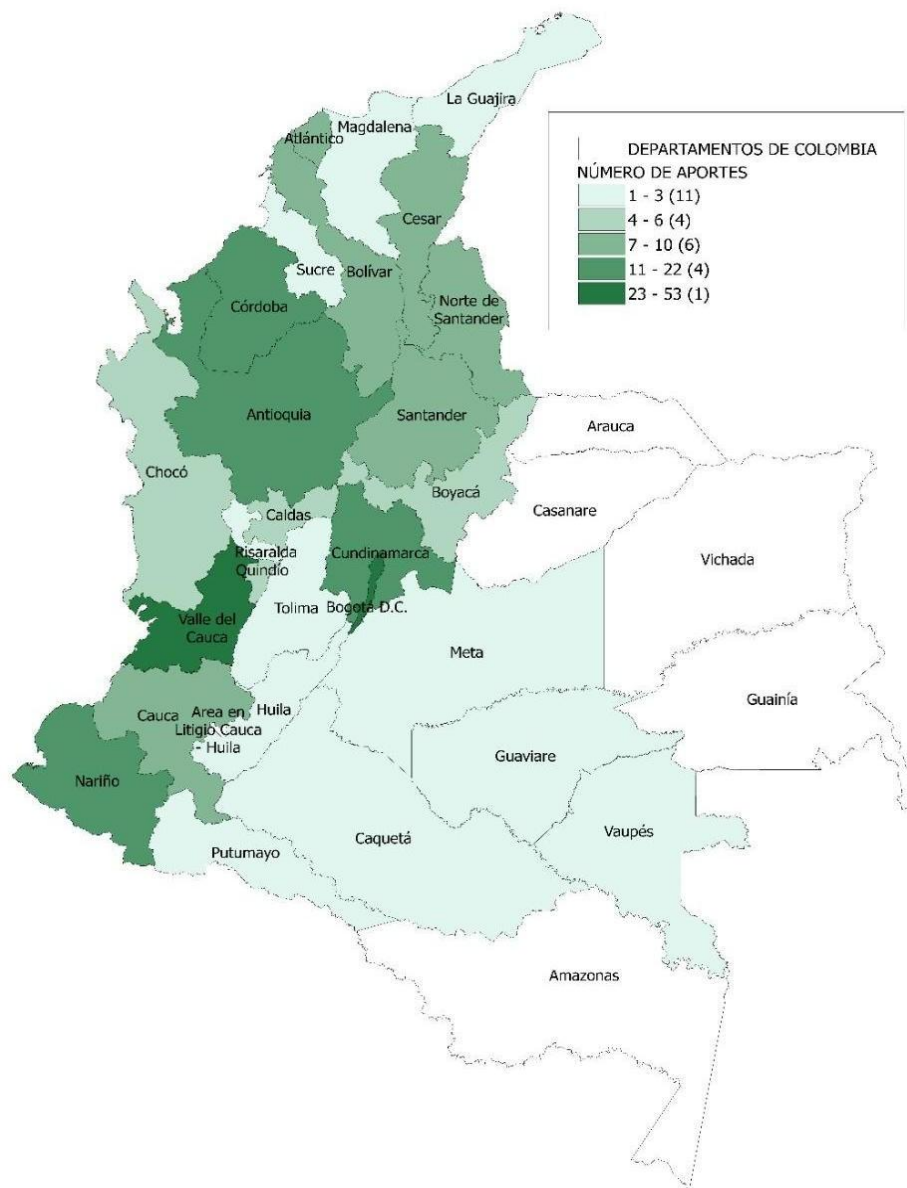 La Guajira
Magdalena
Atlántico
DEPARTAMENTOS DE COLOMBIA
NÚMERO DE APORTES
1 - 3 (11)
4 - 6 (4)
7 - 10 (6)
11 - 22 (4)
23 - 53 (1)
Cesar
Sucre
Bolívar
Córdoba
Norte de
Santander
Antioquia
Santander
Arauca
Chocó
Boyacá
Caldas
Casanare
Risaralda
Cundinamarca
Quindío
Vichada
Tolima
Bogotá D.C.
Valle del
Cauca
Meta
Guainía
Cauca
Area en
Litigio Cauca
- Huila
Huila
Guaviare
Nariño
Vaupés
Caquetá
Putumayo
Amazonas